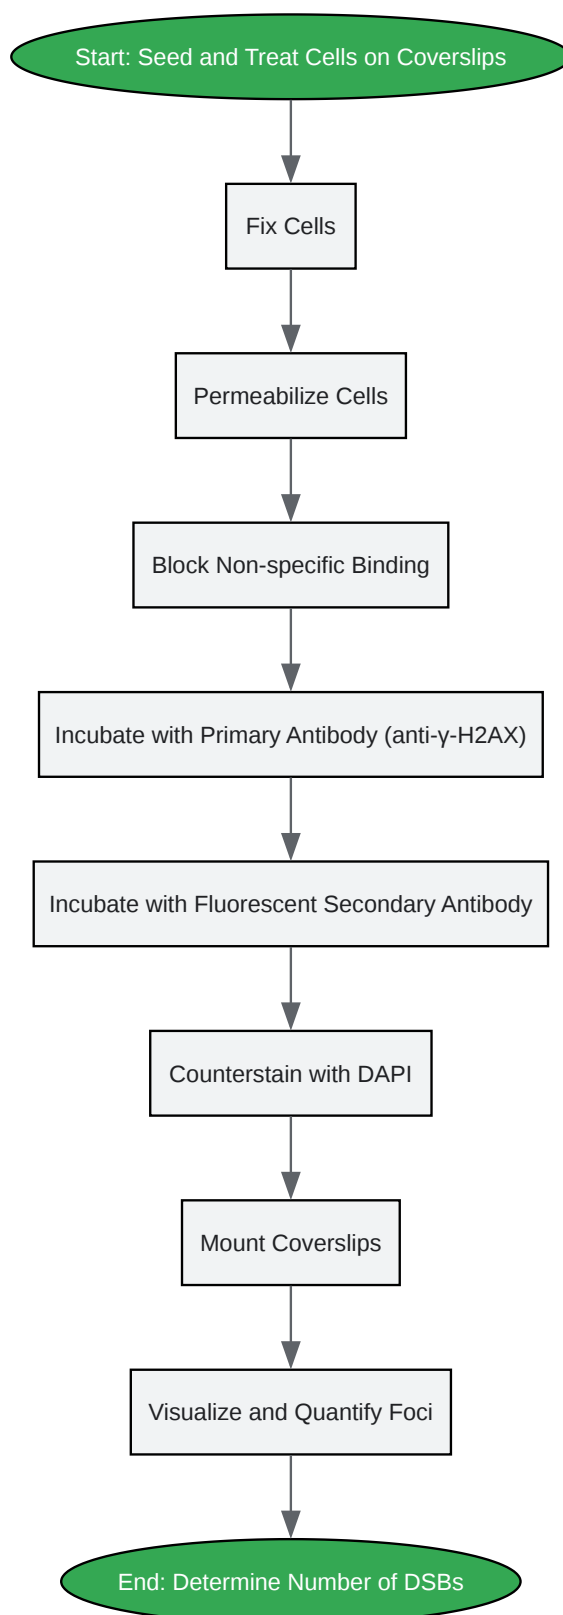 Start: Seed and Treat Cells on Coverslips
Fix Cells
Permeabilize Cells
Block Non-specific Binding
Incubate with Primary Antibody (anti-γ-H2AX)
Incubate with Fluorescent Secondary Antibody
Counterstain with DAPI
Mount Coverslips
Visualize and Quantify Foci
End: Determine Number of DSBs